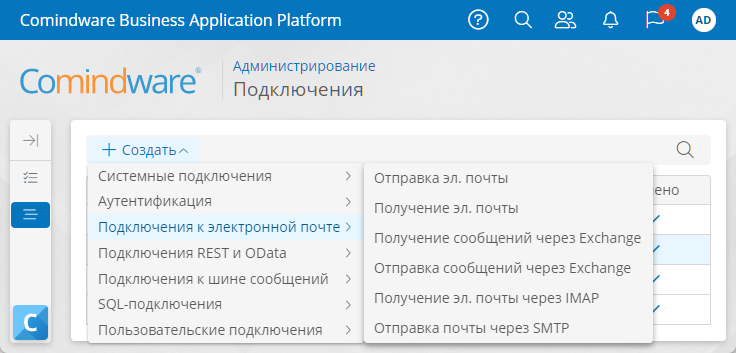 Comindware Business Application Platform
4
AD
Comindware®
Администрирование
Подключения
Создать
Системные подключения
Аутентификация
Подключения к электронной почте
Подключения REST и OData
Подключения к шине сообщений
SQL-подключения
Пользовательские подключения
Отправка эл. почты
Получение эл. почты
Получение сообщений через Exchange
Отправка сообщений через Exchange
Получение эл. почты через IMAP
Отправка почты через SMTP
ено
C